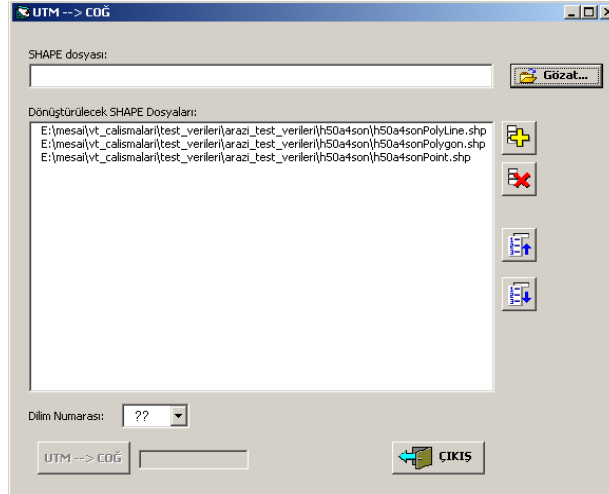 UTM --> COĞ
SHAPE dosyası:
Gözat...
Dönüştürülecek SHAPE Dosyaları:
E:\mesai\vt_calismalari\test_verileri\arazi_test_verileri\h50a4son\h50a4sonPolyLine.shp
E:\mesai\vt_calismalari\test_verileri\arazi_test_verileri\h50a4son\h50a4sonPolygon.shp
E:\mesai\vt_calismalari\test_verileri\arazi_test_verileri\h50a4son\h50a4sonPoint.shp
Dilim Numarası: ??
UTM --> COĞ
ÇIKIŞ